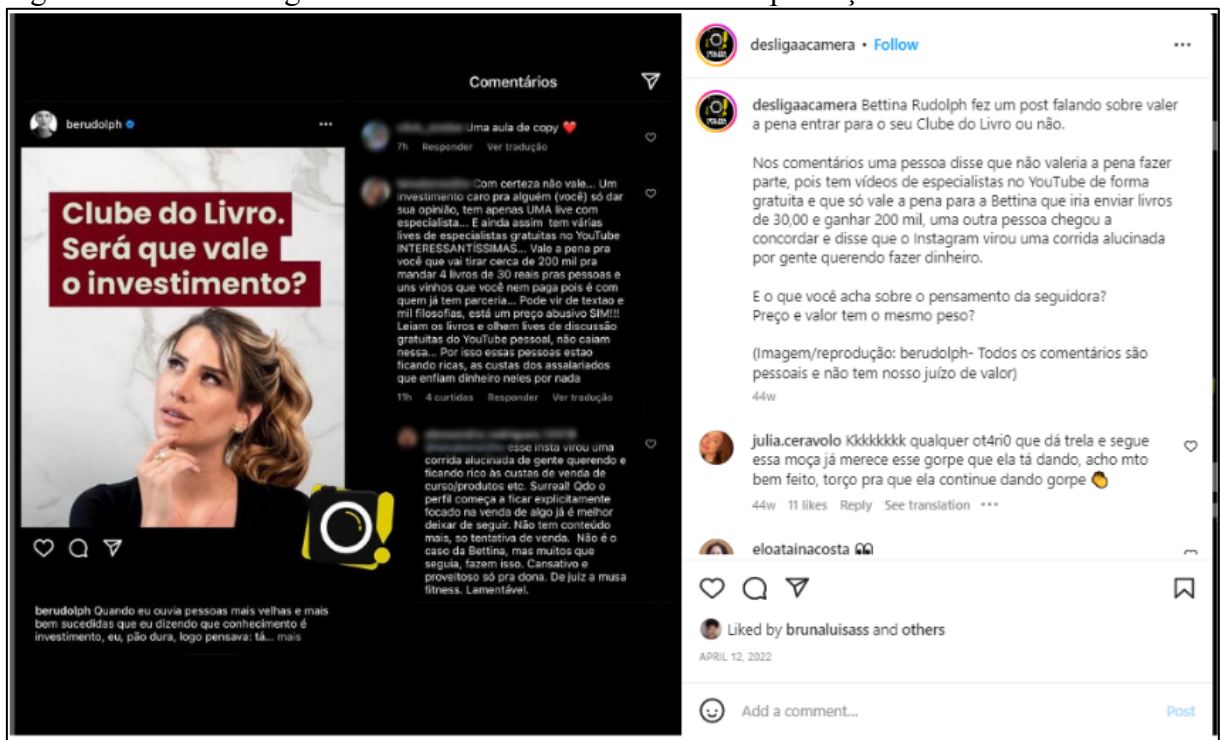 Comentários
berudolph
Clube do Livro.
Será que vale
o investimento?
berudolph Quando eu ouvia pessoas mais velhas e mais
bem sucedidas que eu dizendo que conhecimento é
investimento, eu, pão dura, logo pensava: tá... mais
Uma aula de copy ❤️
7h Responder Ver tradução
Com certeza não vale... Um
investimento caro pra alguém (você) só dar
sua opinião, tem apenas UMA live com
especialista... E ainda assim tem várias
lives de especialistas gratuitas no YouTube
INTERESSANTÍSSIMAS... Vale a pena pra
você que vai tirar cerca de 200 mil pra
mandar 4 livros de 30 reais pras pessoas e
uns vinhos que você nem paga pois é com
quem já tem parceria... Pode vir de textao e
mil filosofias, está um preço abusivo SIM!!!
Leiam os livros e olhem lives de discussão
gratuitas do YouTube pessoal, não caiam
nessa... Por isso essas pessoas estao
ficando ricas, as custas dos assalariados
que enfiam dinheiro neles por nada
11h 4 curtidas Responder Ver tradução
esse insta virou uma
corrida alucinada de gente querendo e
ficando rico às custas de venda de
curso/produtos etc. Surreal! Qdo o
perfil começa a ficar explicitamente
focado na venda de algo já é melhor
deixar de seguir. Não tem conteúdo
mais, so tentativa de venda. Não é o
caso da Bettina, mas muitos que
seguia, fazem isso. Cansativo e
proveitoso só pra dona. De juiz a musa
fitness. Lamentável.
desligaacamera • Follow
desligaacamera Bettina Rudolph fez um post falando sobre valer
a pena entrar para o seu Clube do Livro ou não.
Nos comentários uma pessoa disse que não valeria a pena fazer
parte, pois tem vídeos de especialistas no YouTube de forma
gratuita e que só vale a pena para a Bettina que iria enviar livros
de 30,00 e ganhar 200 mil, uma outra pessoa chegou a
concordar e disse que o Instagram virou uma corrida alucinada
por gente querendo fazer dinheiro.
E o que você acha sobre o pensamento da seguidora?
Preço e valor tem o mesmo peso?
(Imagem/reprodução: berudolph- Todos os comentários são
pessoais e não tem nosso juízo de valor)
44w
julia.ceravolo Kkkkkkkk qualquer ot4ri0 que dá trela e segue
essa moça já merece esse gorpe que ela tá dando, acho mto
bem feito, torço pra que ela continue dando gorpe 👏
44w 11 likes Reply See translation •••
eloatainacosta 👀
Liked by brunaluisass and others
APRIL 12, 2022
Add a comment...
Post